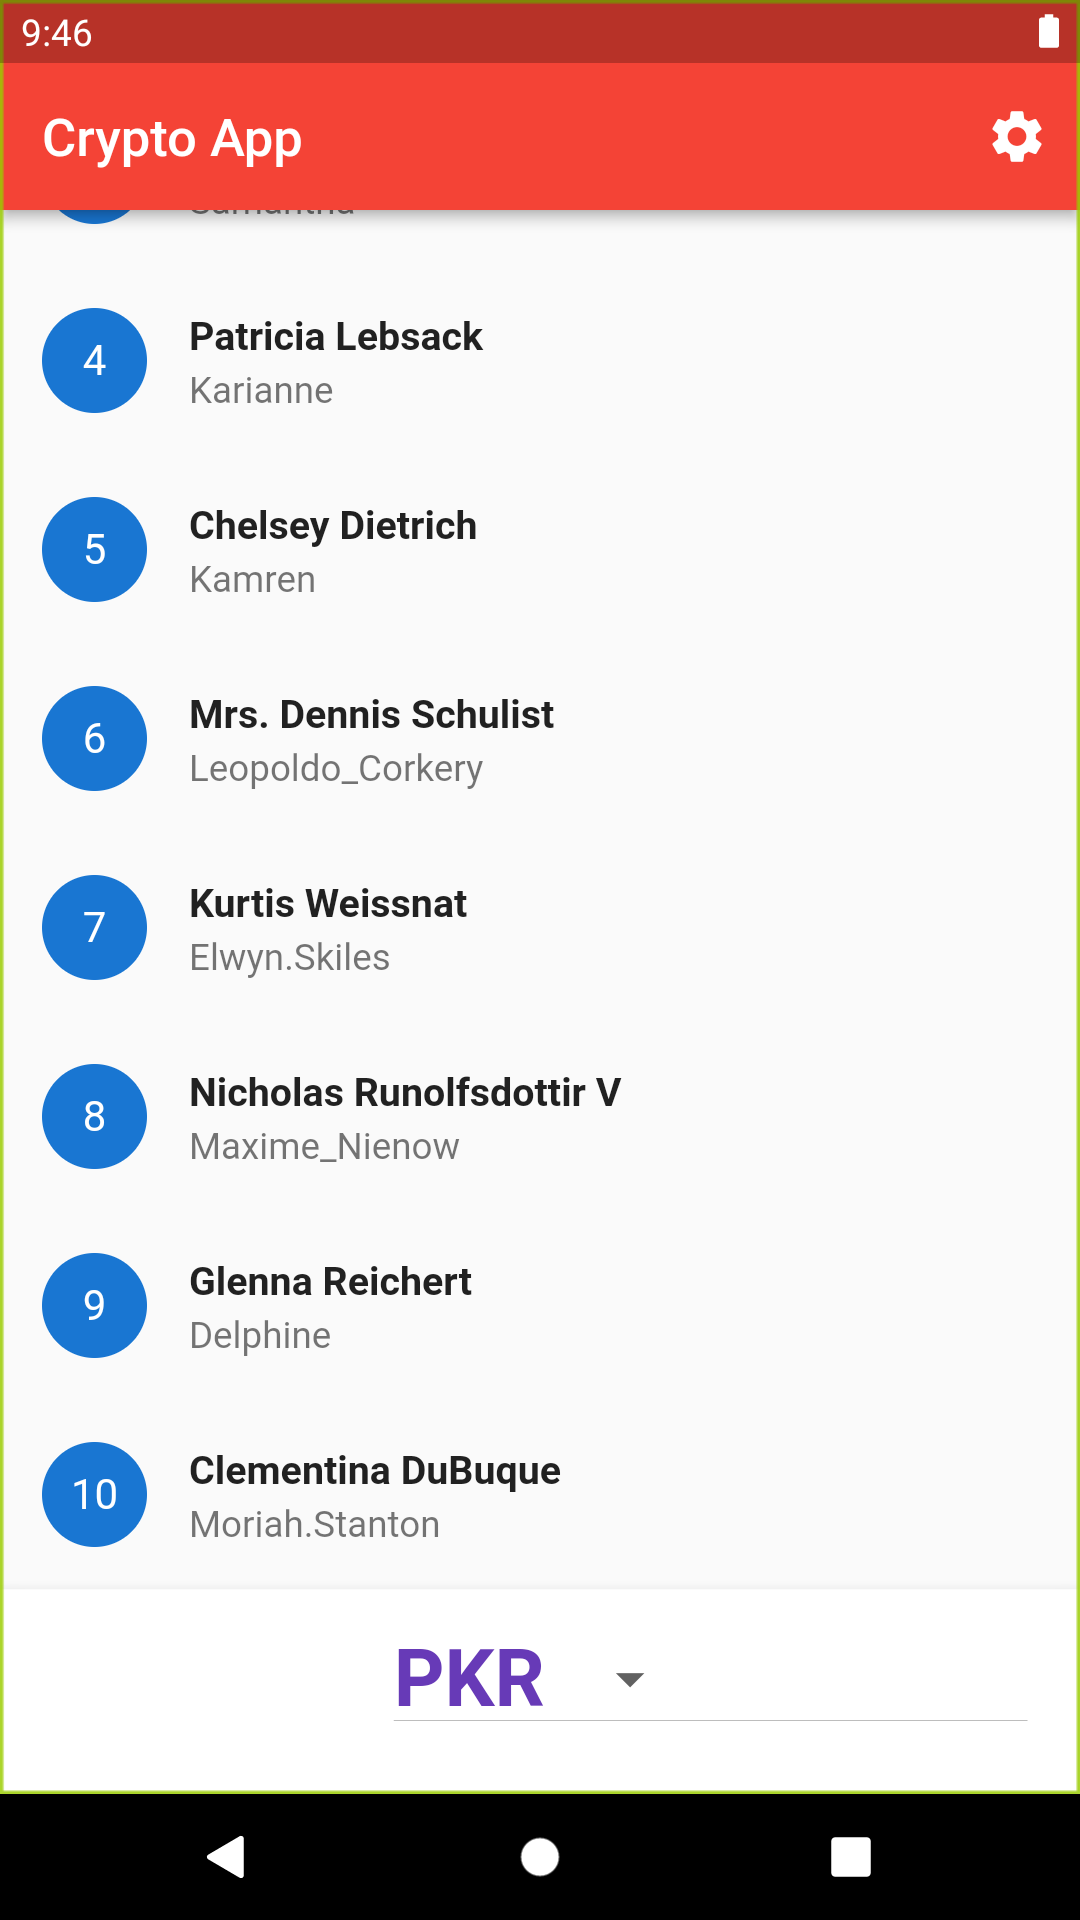 9:46
Crypto App
Samantha
4
Patricia Lebsack
Karianne
5
Chelsey Dietrich
Kamren
6
Mrs. Dennis Schulist
Leopoldo_Corkery
7
Kurtis Weissnat
Elwyn.Skiles
8
Nicholas Runolfsdottir V
Maxime_Nienow
9
Glenna Reichert
Delphine
10
Clementina DuBuque
Moriah.Stanton
PKR